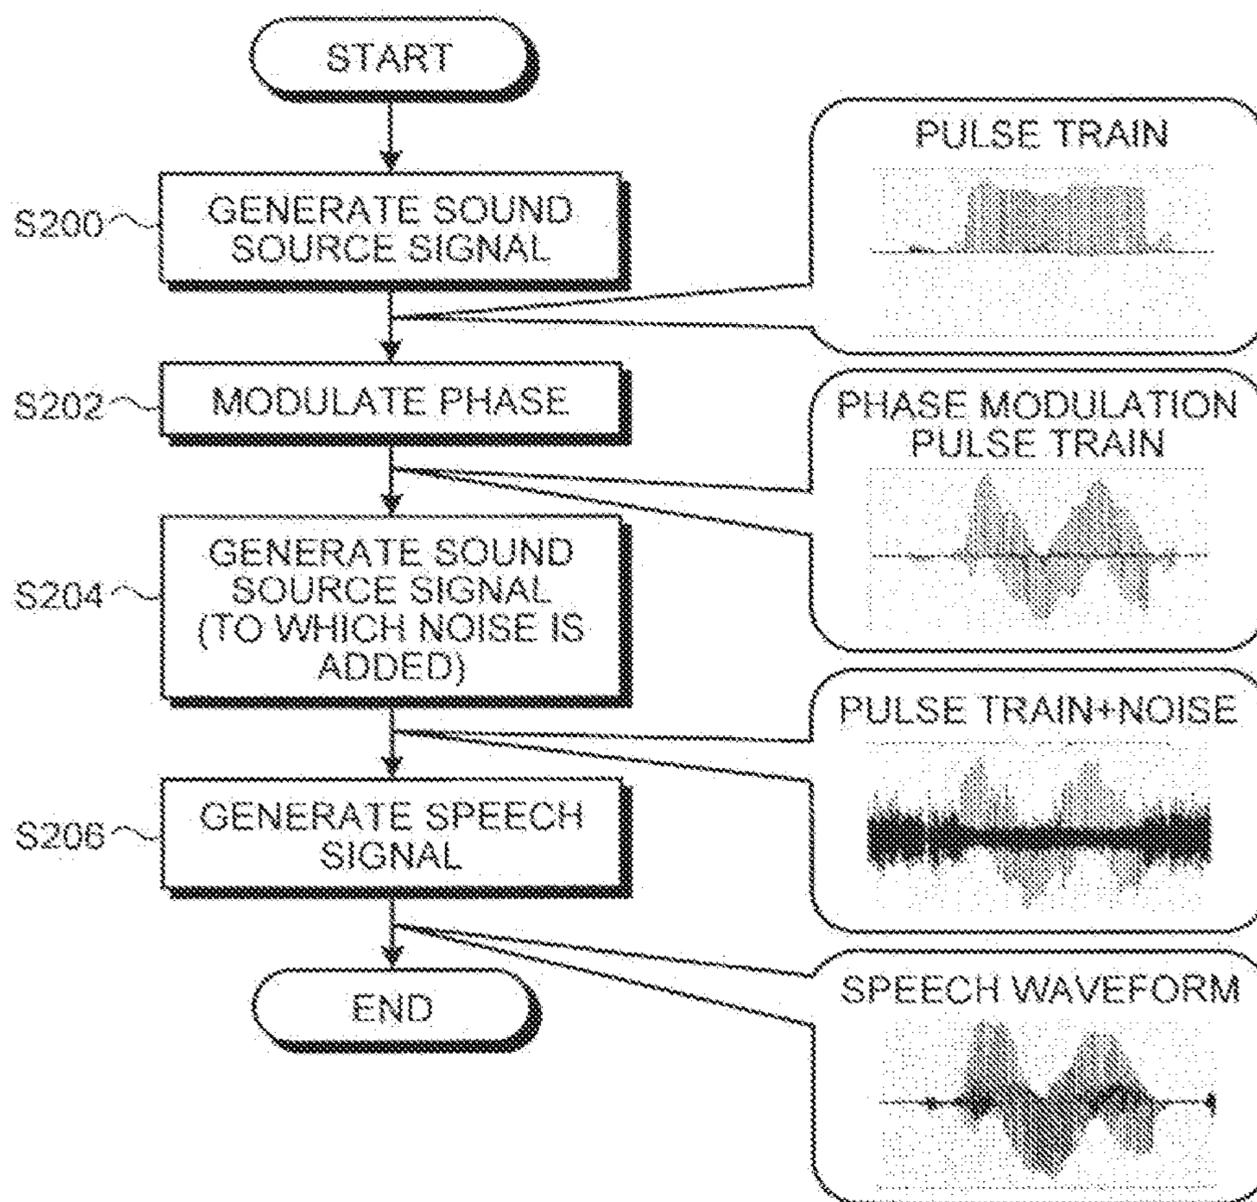 START
S200
GENERATE SOUND
SOURCE SIGNAL
PULSE TRAIN
S202
MODULATE PHASE
PHASE MODULATION
PULSE TRAIN
S204
GENERATE SOUND
SOURCE SIGNAL
(TO WHICH NOISE IS
ADDED)
PULSE TRAIN+NOISE
S206
GENERATE SPEECH
SIGNAL
SPEECH WAVEFORM
END